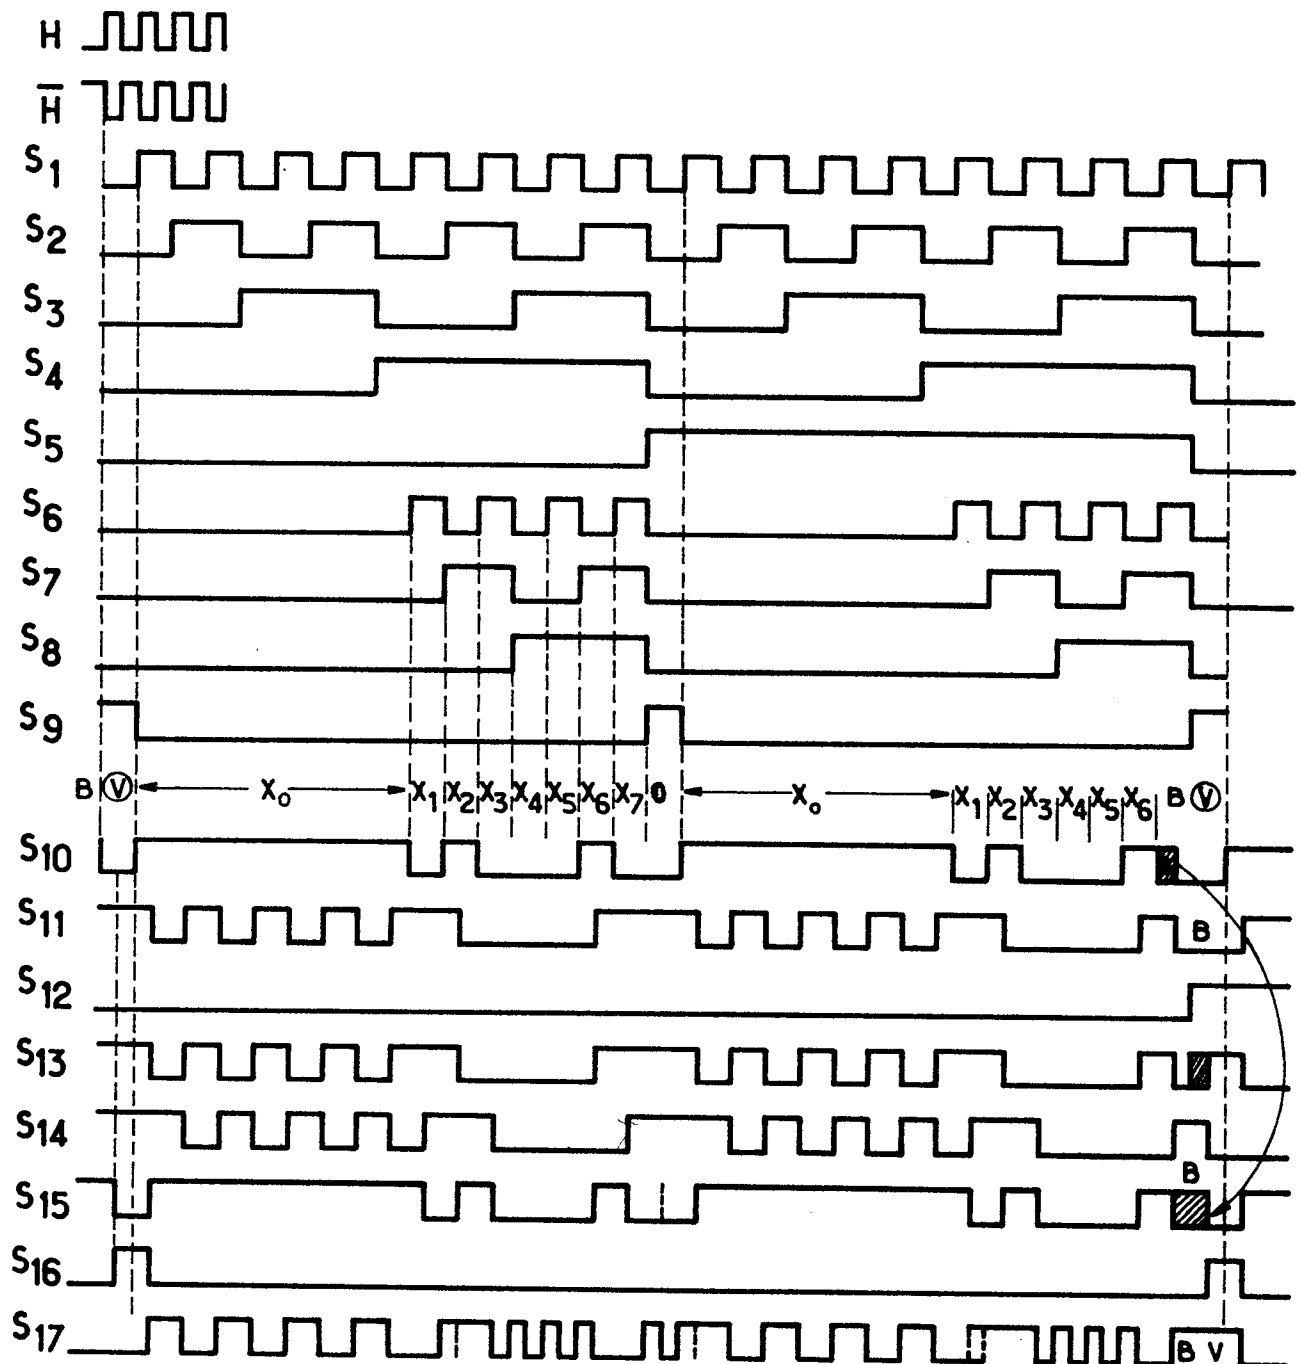 H
H̅
S1
S2
S3
S4
S5
S6
S7
S8
S9
B V X0 X1 X2 X3 X4 X5 X6 X7 0 X0 X1 X2 X3 X4 X5 X6 B V
S10
S11 B
S12
S13
S14
B
S15
S16
S17 B V